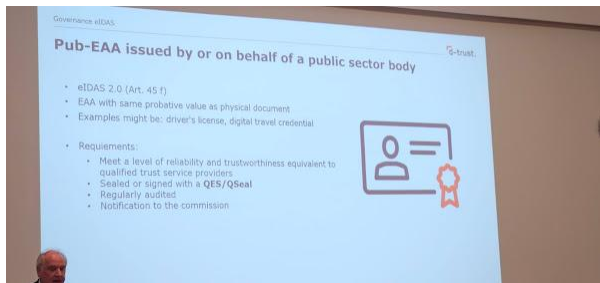 Governance eIDAS
D-trust.
Pub-EAA issued by or on behalf of a public sector body
• eIDAS 2.0 (Art. 45 f)
• EAA with same probative value as physical document
• Examples might be: driver's license, digital travel credential
• Requiements:
• Meet a level of reliability and trustworthiness equivalent to
qualified trust service providers
• Sealed or signed with a QES/QSeal
• Regularly audited
• Notification to the commission